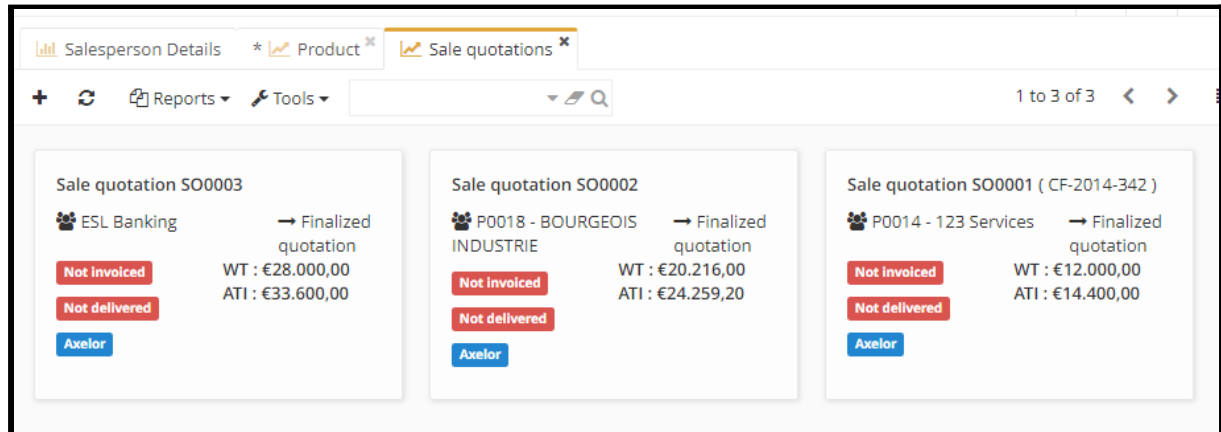 Salesperson Details * Product × Sale quotations ×
+ Reports Tools 1 to 3 of 3
Sale quotation SO0003
ESL Banking → Finalized
quotation
Not invoiced WT : €28.000,00
Not delivered ATI : €33.600,00
Axelor
Sale quotation SO0002
P0018 - BOURGEOIS → Finalized
INDUSTRIE quotation
Not invoiced WT : €20.216,00
Not delivered ATI : €24.259,20
Axelor
Sale quotation SO0001 ( CF-2014-342 )
P0014 - 123 Services → Finalized
quotation
Not invoiced WT : €12.000,00
Not delivered ATI : €14.400,00
Axelor